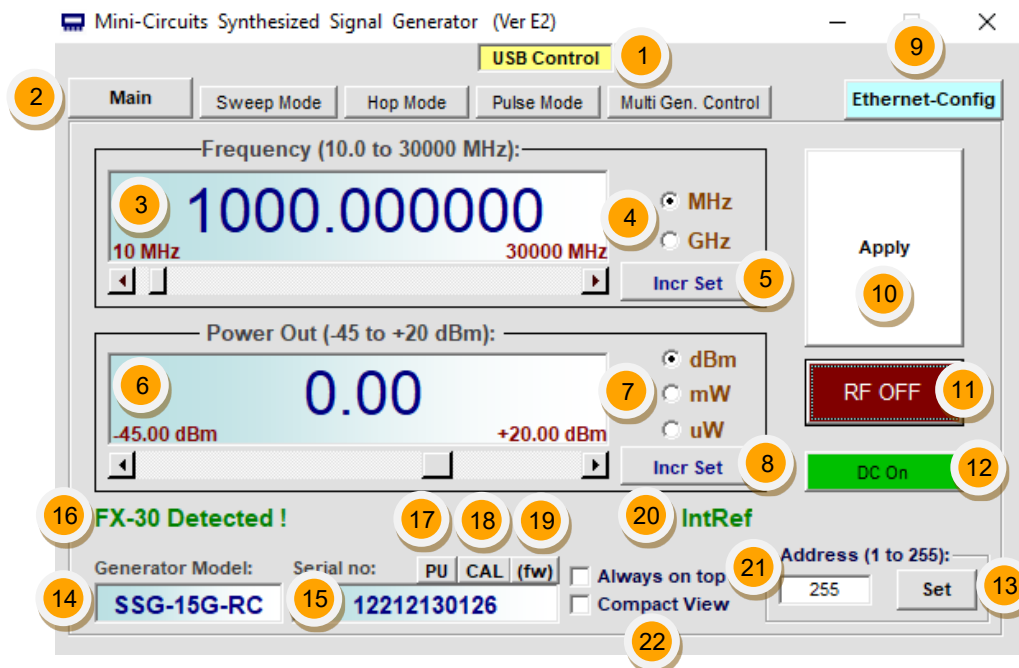 Mini-Circuits Synthesized Signal Generator (Ver E2)
USB Control 1
9
2 Main Sweep Mode Hop Mode Pulse Mode Multi Gen. Control Ethernet-Config
Frequency (10.0 to 30000 MHz):
3 1000.000000 4 MHz
GHz
10 MHz 30000 MHz
Incr Set 5
Apply
10
Power Out (-45 to +20 dBm):
6 0.00 7 dBm
mW
uW
-45.00 dBm +20.00 dBm
Incr Set 8
RF OFF 11
DC On 12
16 FX-30 Detected ! 17 18 19 20 IntRef
Generator Model: Serial no: PU CAL (fw) Always on top 21 Address (1 to 255):
14 SSG-15G-RC 15 12212130126 Compact View 255 Set 13
22